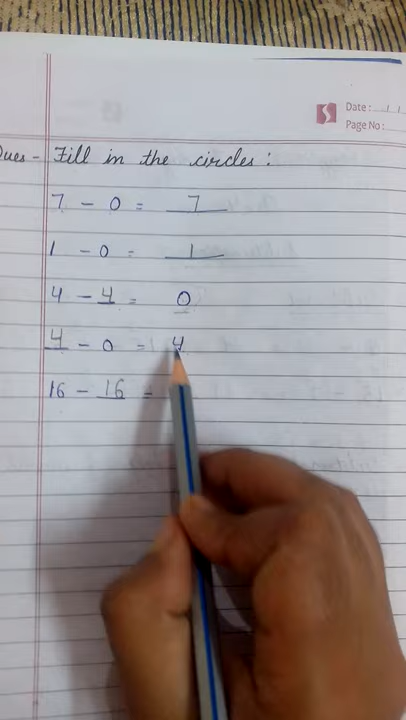 Date: / /
Page No:
Ques - Fill in the circles :
7 - 0 = 7
1 - 0 = 1
4 - 4 = 0
4 - 0 = 4
16 - 16 =